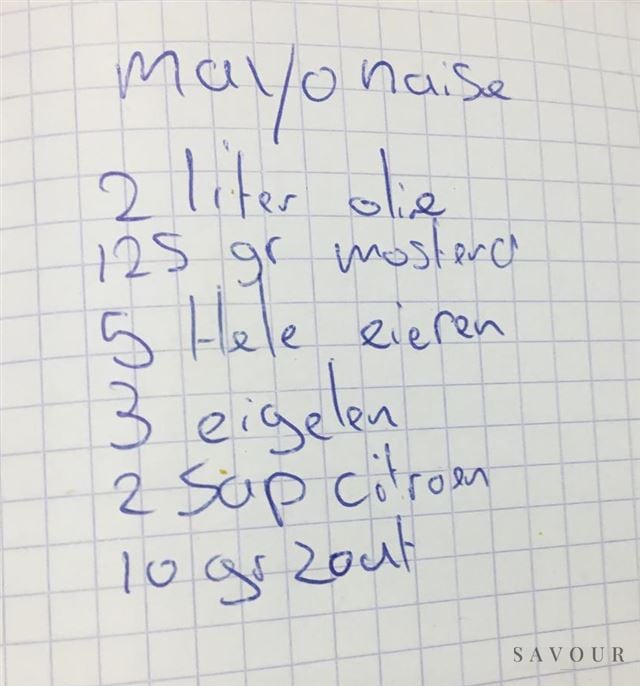 mayonaise
2 liter olie
125 gr mosterd
5 Hele eieren
3 eigelen
2 Sap citroen
10 gr zout
SAVOUR